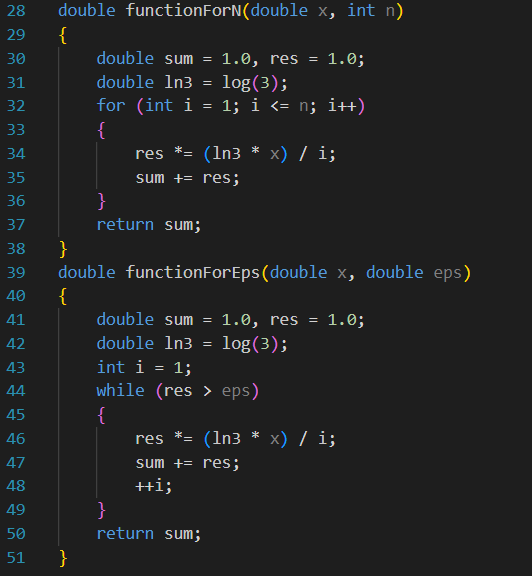 28 double functionForN(double x, int n)
29 {
30     double sum = 1.0, res = 1.0;
31     double ln3 = log(3);
32     for (int i = 1; i <= n; i++)
33     {
34         res *= (ln3 * x) / i;
35         sum += res;
36     }
37     return sum;
38 }
39 double functionForEps(double x, double eps)
40 {
41     double sum = 1.0, res = 1.0;
42     double ln3 = log(3);
43     int i = 1;
44     while (res > eps)
45     {
46         res *= (ln3 * x) / i;
47         sum += res;
48         ++i;
49     }
50     return sum;
51 }